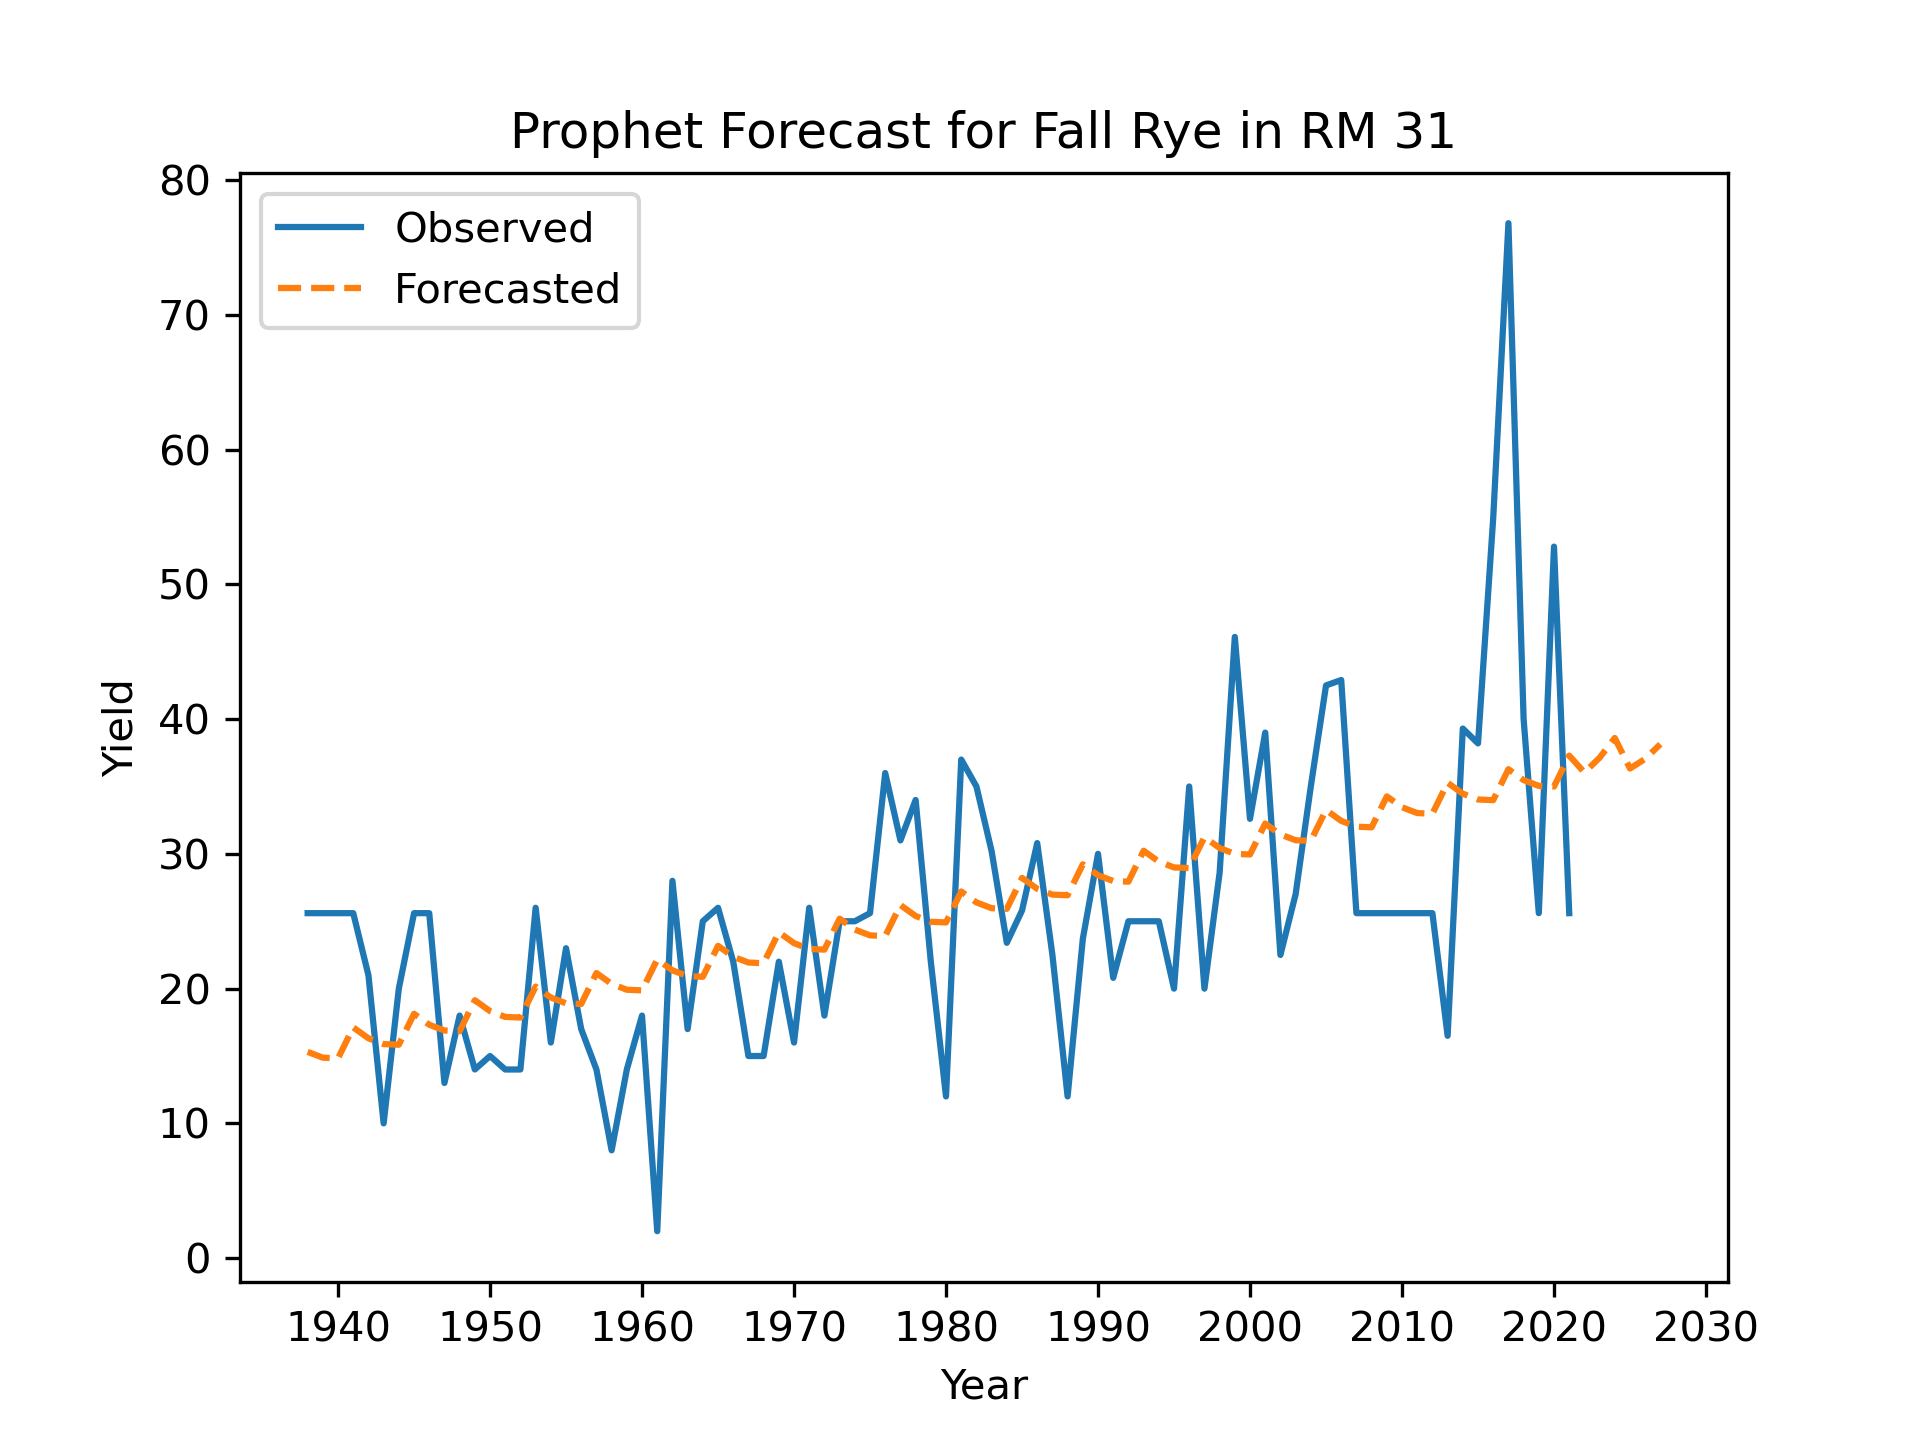 Prophet Forecast for Fall Rye in RM 31
Observed
Forecasted
80
70
60
50
40
30
20
10
0
Yield
1940 1950 1960 1970 1980 1990 2000 2010 2020 2030
Year